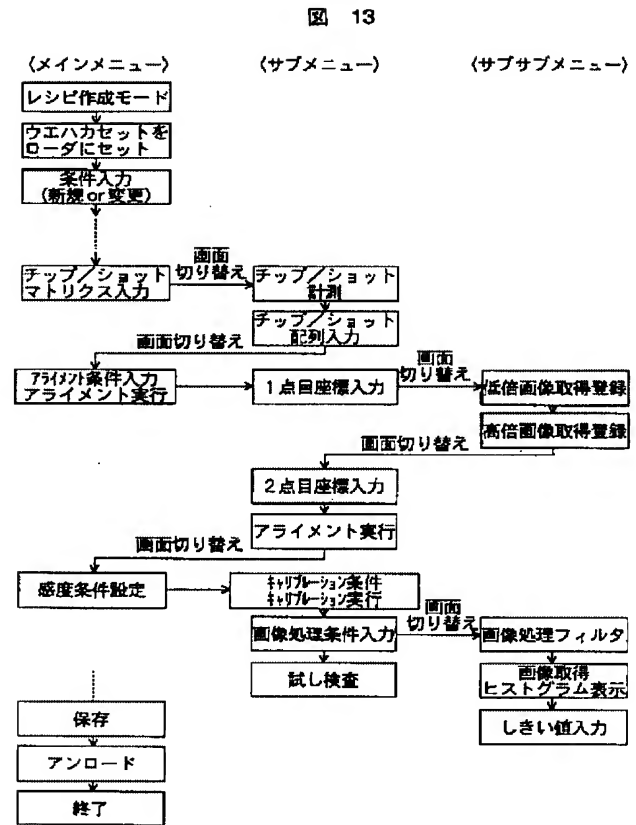 図 13
〈メインメニュー〉
〈サブメニュー〉
〈サブサブメニュー〉
レシピ作成モード
ウエハカセットを
ローダにセット
条件入力
(新規or変更)
チップ/ショット
マトリクス入力
画面
切り替え
チップ/ショット
計測
チップ/ショット
配列入力
画面切り替え
アライメント条件入力
アライメント実行
1点目座標入力
画面
切り替え
低倍画像取得登録
高倍画像取得登録
画面切り替え
2点目座標入力
アライメント実行
画面切り替え
感度条件設定
キャリブレーション条件
キャリブレーション実行
画像処理条件入力
画面
切り替え
画像処理フィルタ
試し検査
画像取得
ヒストグラム表示
しきい値入力
保存
アンロード
終了